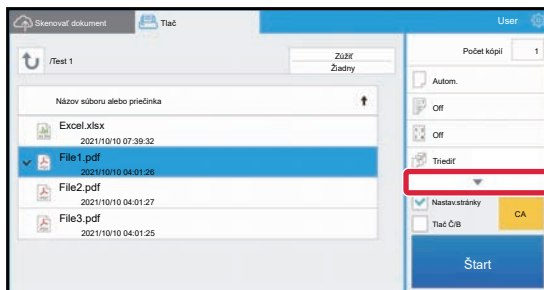 Skenovať dokument
Tlač
User
/Test 1
Zúžiť
Žiadny
Názov súboru alebo priečinka
Excel.xlsx
2021/10/10 07:39:32
File1.pdf
2021/10/10 04:01:26
File2.pdf
2021/10/10 04:01:27
File3.pdf
2021/10/10 04:01:25
Počet kópií 1
Autom.
Off
Off
Triediť
Nastav.stránky
Tlač Č/B
CA
Štart